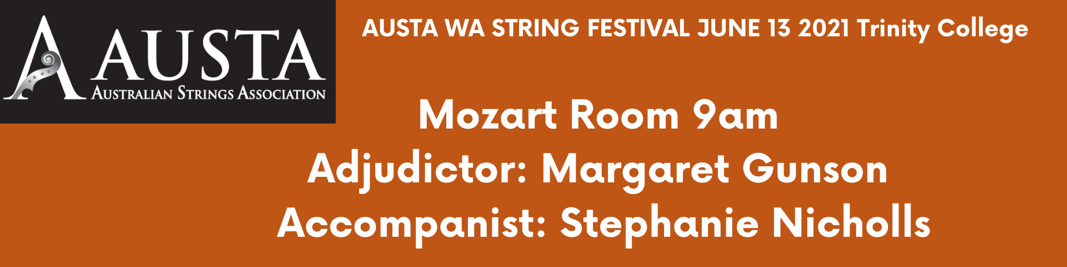 AUSTA
AUSTRALIAN STRINGS ASSOCIATION
AUSTA WA STRING FESTIVAL JUNE 13 2021 Trinity College
Mozart Room 9am
Adjudictor: Margaret Gunson
Accompanist: Stephanie Nicholls